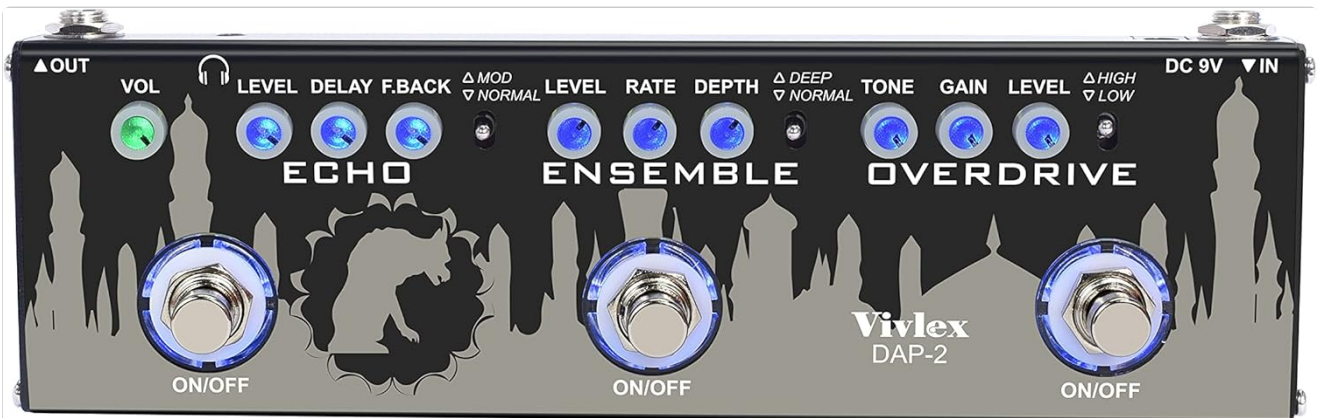 ▲OUT
DC 9V ▼IN
VOL
LEVEL DELAY F.BACK
△ MOD
▽ NORMAL
LEVEL RATE DEPTH
△ DEEP
▽ NORMAL
TONE GAIN LEVEL
△ HIGH
▽ LOW
ECHO
ENSEMBLE
OVERDRIVE
Vivlex
DAP-2
ON/OFF
ON/OFF
ON/OFF